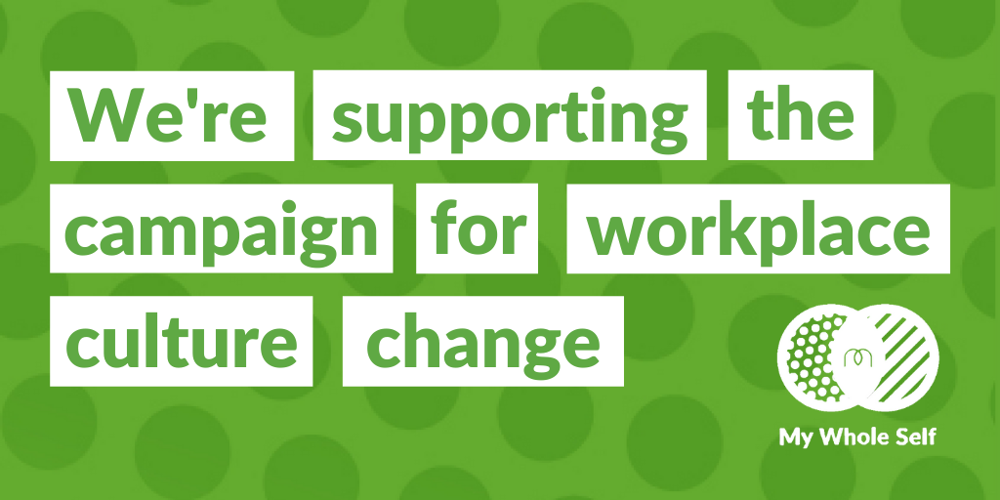 We're supporting the
campaign for workplace
culture change
My Whole Self